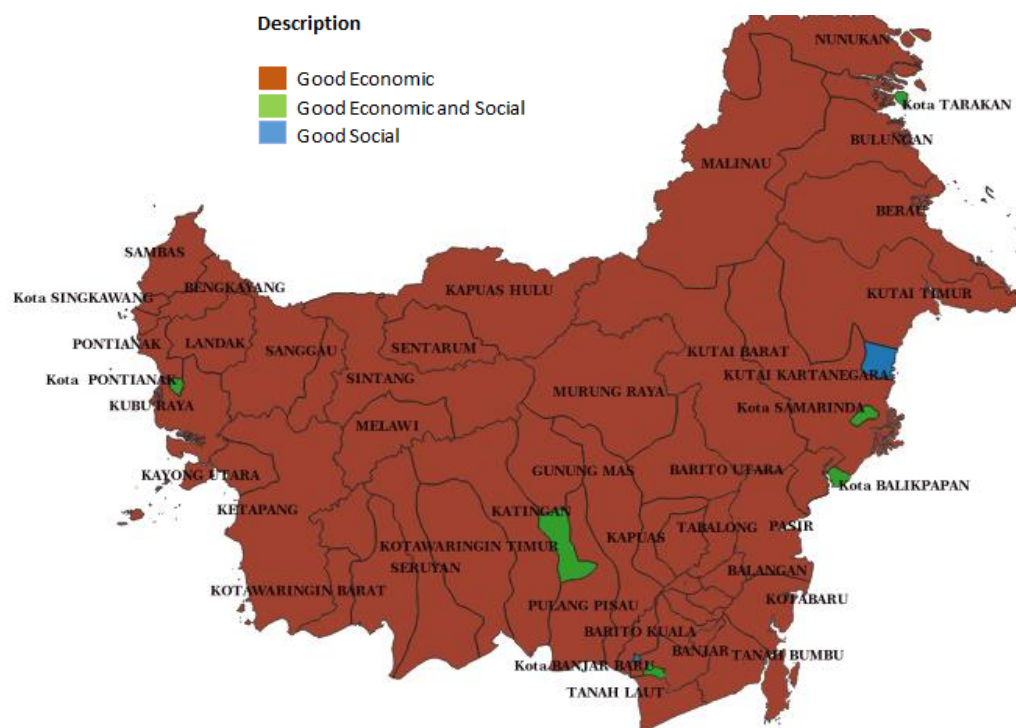 Description
Good Economic
Good Economic and Social
Good Social
NUNUKAN
Kota TARAKAN
BULUNGAN
MALINAU
BERAU
SAMBAS
BENGKAYANG
KAPUAS HULU
KUTAI TIMUR
Kota SINGKAWANG
PONTIANAK
LANDAK
SANGGAU
SENTARUM
KUTAI BARAT
Kota PONTIANAK
SINTANG
MURUNG RAYA
KUTAI KARTANEGARA
KUBU RAYA
MELAWI
Kota SAMARINDA
KAYONG UTARA
GUNUNG MAS
BARITO UTARA
Kota BALIKPAPAN
KETAPANG
KATINGAN
KAPUAS
TABALONG
PASIR
KOTAWARINGIN TIMUR
SERUYAN
BALANGAN
KOTAWARINGIN BARAT
PULANG PISAU
KOTABARU
BARITO KUALA
BANJAR
TANAH BUMBU
Kota BANJAR BARU
TANAH LAUT